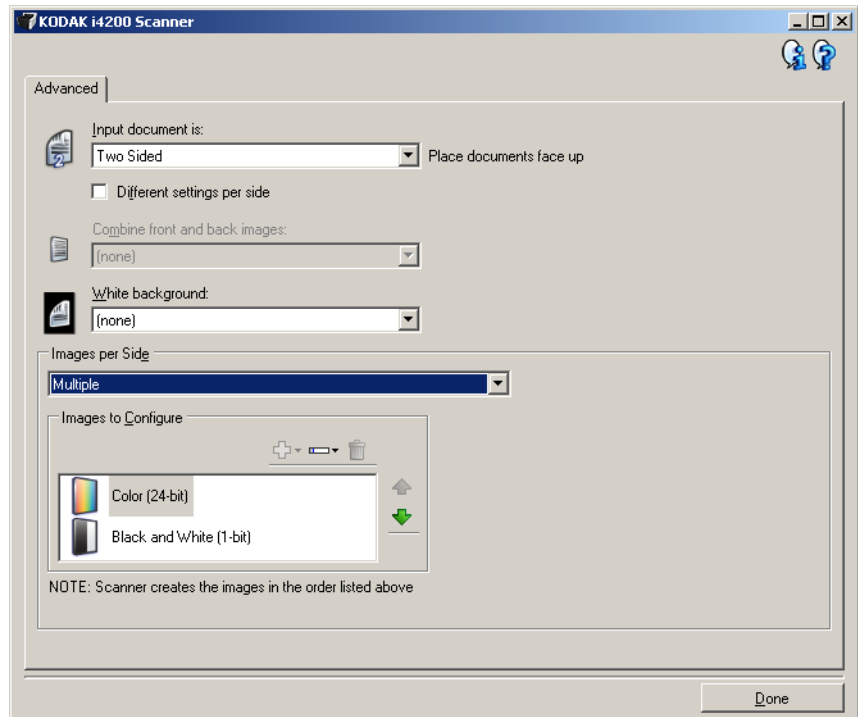 KODAK i4200 Scanner
Advanced
Input document is:
Two Sided
Place documents face up
Different settings per side
Combine front and back images:
(none)
White background:
(none)
Images per Side
Multiple
Images to Configure
Color (24-bit)
Black and White (1-bit)
NOTE: Scanner creates the images in the order listed above
Done